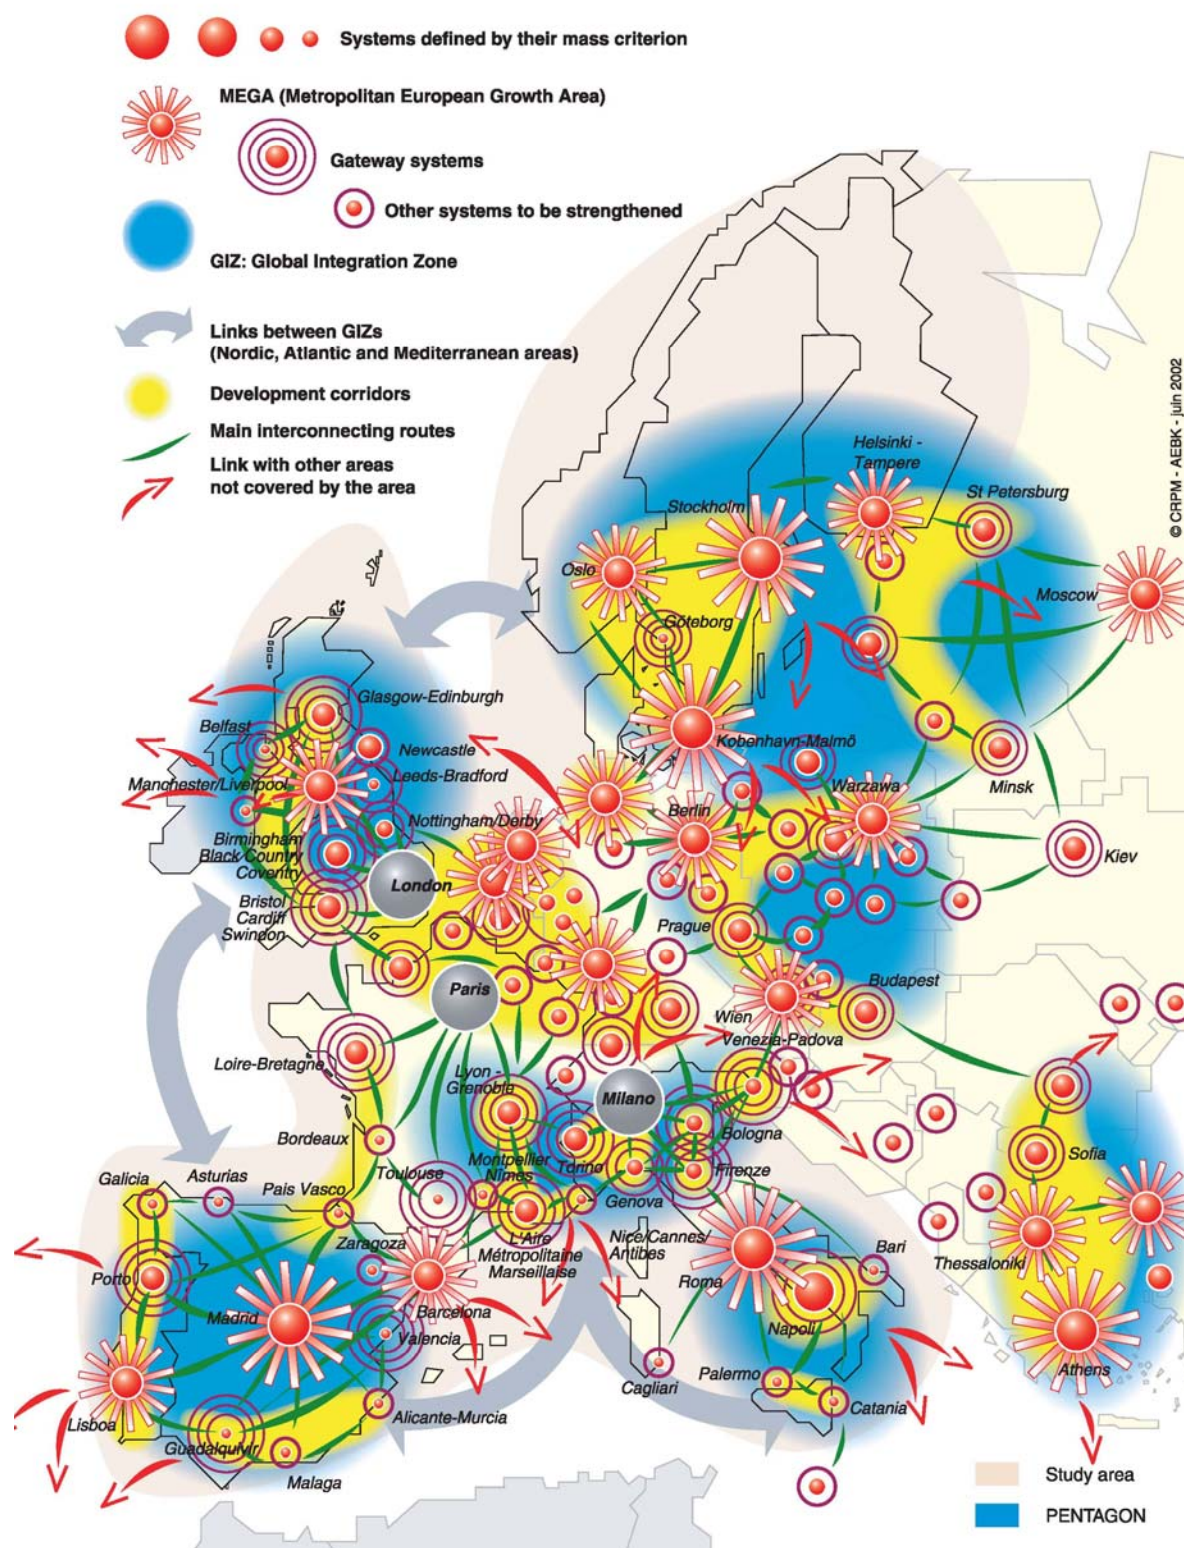 Systems defined by their mass criterion
MEGA (Metropolitan European Growth Area)
Gateway systems
Other systems to be strengthened
GIZ: Global Integration Zone
Links between GIZs
(Nordic, Atlantic and Mediterranean areas)
Development corridors
Main interconnecting routes
Link with other areas
not covered by the area
© CRPM - AEBK - juin 2002
Helsinki -
Tampere
St Petersburg
Stockholm
Oslo
Moscow
Göteborg
Glasgow-Edinburgh
Belfast
Newcastle
Kobenhavn-Malmö
Leeds-Bradford
Manchester/Liverpool
Warzawa
Minsk
Berlin
Nottingham/Derby
Birmingham
Black Country
Coventry
Kiev
London
Bristol
Cardiff
Swindon
Prague
Budapest
Paris
Wien
Venezia-Padova
Loire-Bretagne
Lyon -
Grenoble
Milano
Bordeaux
Bologna
Sofia
Montpellier
Nîmes
Torino
Toulouse
Firenze
Galicia
Asturias
Pais Vasco
Genova
L'Aire
Métropolitaine
Marseillaise
Nice/Cannes/
Antibes
Zaragoza
Bari
Thessaloniki
Porto
Roma
Madrid
Barcelona
Napoli
Valencia
Athens
Palermo
Cagliari
Catania
Lisboa
Alicante-Murcia
Guadalquivir
Malaga
Study area
PENTAGON